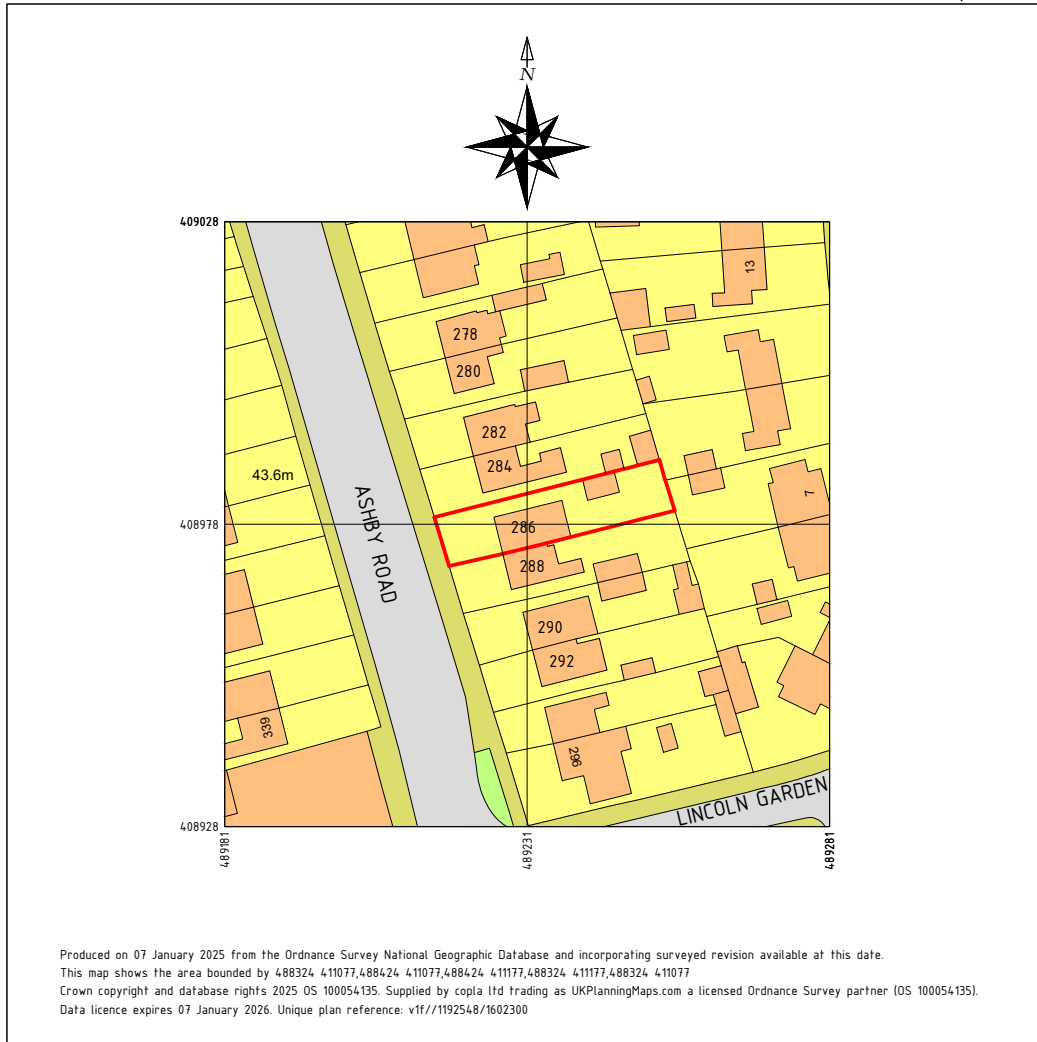 N
409028
13
278
280
282
284
43.6m
7
ASHBY ROAD
408978
286
288
290
292
339
296
LINCOLN GARDEN
408928
489181
489231
489281
Produced on 07 January 2025 from the Ordnance Survey National Geographic Database and incorporating surveyed revision available at this date.
This map shows the area bounded by 488324 411077,488424 411077,488424 411177,488324 411177,488324 411077
Crown copyright and database rights 2025 OS 100054135. Supplied by copla ltd trading as UKPlanningMaps.com a licensed Ordnance Survey partner (OS 100054135).
Data licence expires 07 January 2026. Unique plan reference: v1f//1192548/1602300